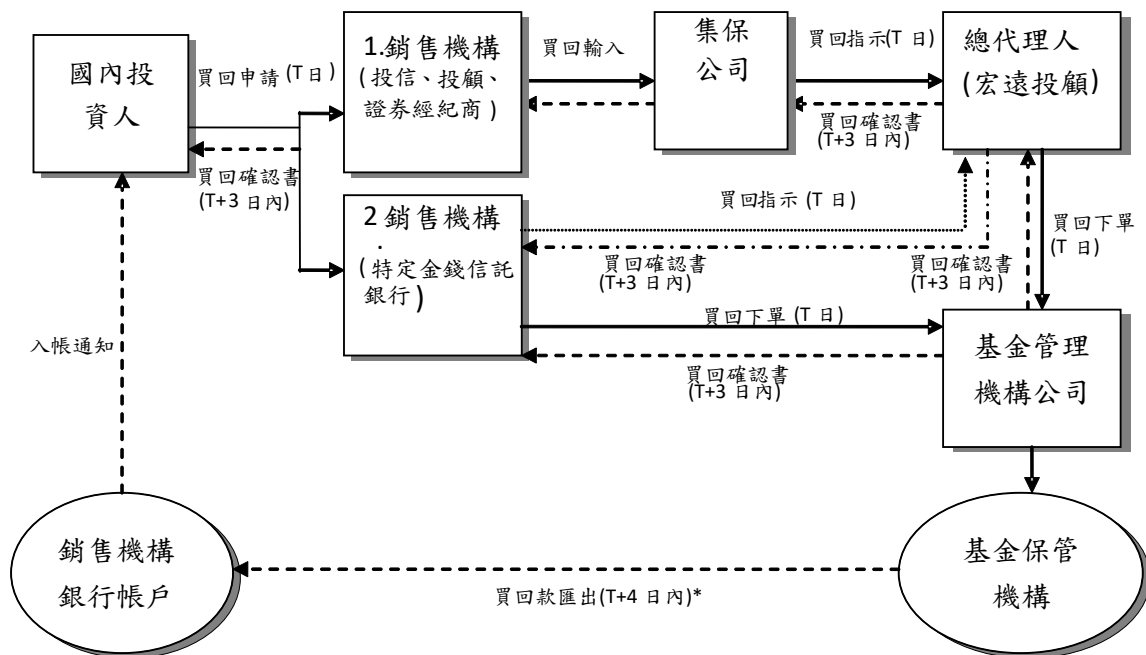 國內投
資人
買回申請 (T 日)
買回確認書
(T+3 日內)
1.銷售機構
(投信、投顧、
證券經紀商)
買回輸入
集保
公司
買回指示(T 日)
買回確認書
(T+3 日內)
總代理人
(宏遠投顧)
2 銷售機構
.
(特定金錢信託
銀行)
買回指示 (T 日)
買回確認書
(T+3 日內)
買回確認書
(T+3 日內)
買回下單
(T 日)
買回下單 (T 日)
買回確認書
(T+3 日內)
基金管理
機構公司
入帳通知
銷售機構
銀行帳戶
買回款匯出(T+4 日內)*
基金保管
機構